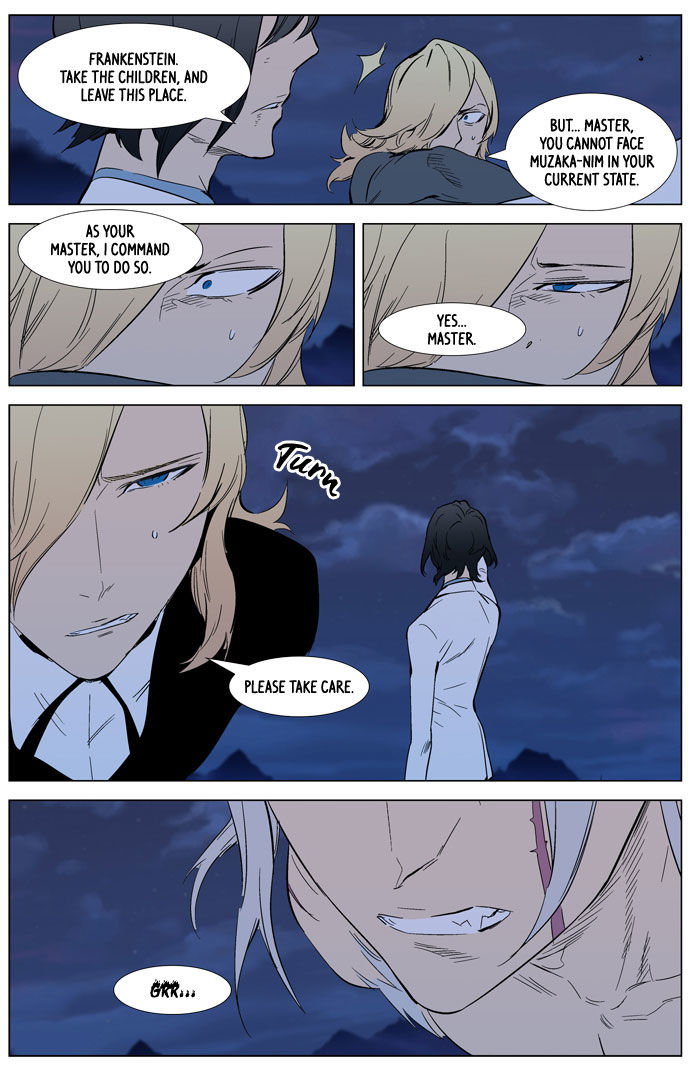 FRANKENSTEIN.
TAKE THE CHILDREN, AND
LEAVE THIS PLACE.
BUT... MASTER,
YOU CANNOT FACE
MUZAKA-NIM IN YOUR
CURRENT STATE.
AS YOUR
MASTER, I COMMAND
YOU TO DO SO.
YES...
MASTER.
Turn
PLEASE TAKE CARE.
GRR...